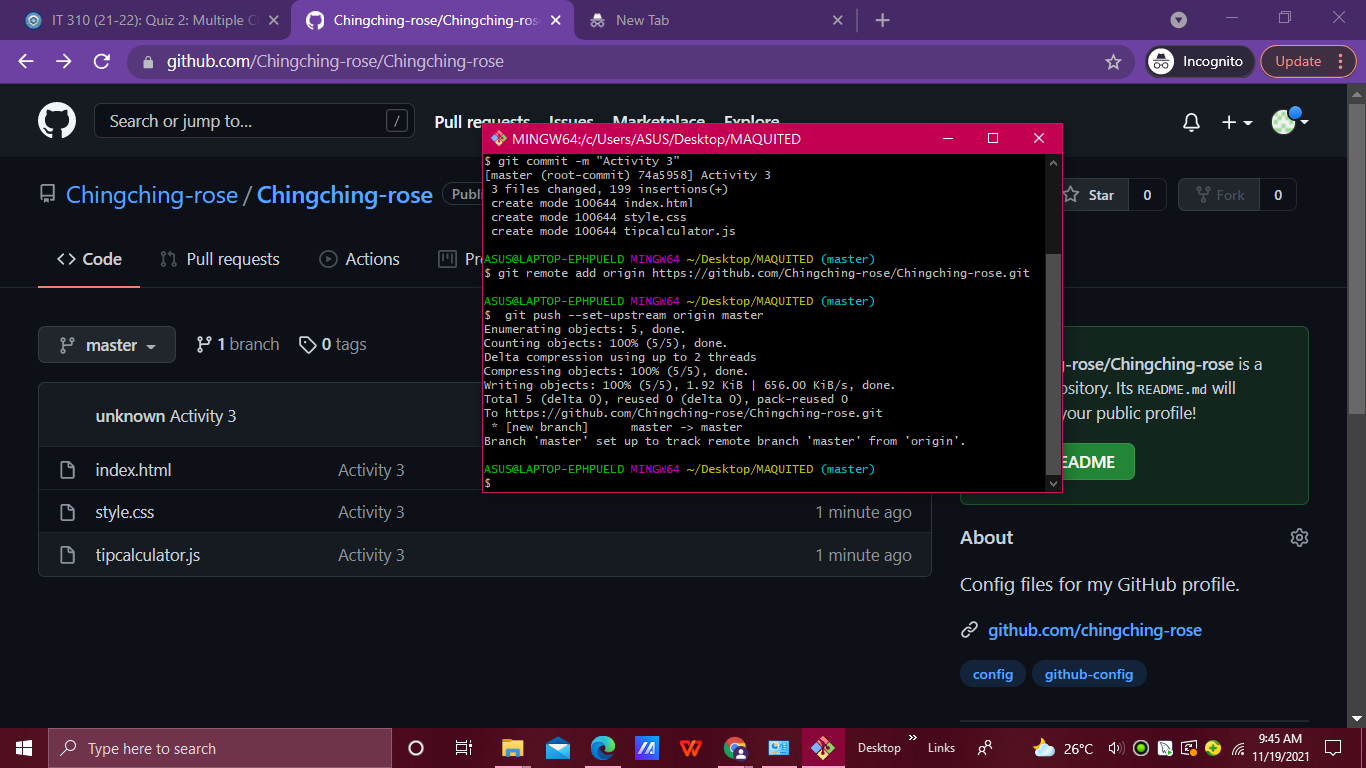 IT 310 (21-22): Quiz 2: Multiple C
Chingching-rose/Chingching-rose
New Tab
github.com/Chingching-rose/Chingching-rose
Incognito
Update
Search or jump to...
/
Pull requests
Issues
Marketplace
Explore
Chingching-rose / Chingching-rose
Publi
Star
0
Fork
0
Code
Pull requests
Actions
Pr
MINGW64:/c/Users/ASUS/Desktop/MAQUITED
$ git commit -m "Activity 3"
[master (root-commit) 74a5958] Activity 3
3 files changed, 199 insertions(+)
create mode 100644 index.html
create mode 100644 style.css
create mode 100644 tipcalculator.js
ASUS@LAPTOP-EPHPUELD MINGW64 ~/Desktop/MAQUITED (master)
$ git remote add origin https://github.com/Chingching-rose/Chingching-rose.git
ASUS@LAPTOP-EPHPUELD MINGW64 ~/Desktop/MAQUITED (master)
$  git push --set-upstream origin master
Enumerating objects: 5, done.
Counting objects: 100% (5/5), done.
Delta compression using up to 2 threads
Compressing objects: 100% (5/5), done.
Writing objects: 100% (5/5), 1.92 KiB | 656.00 KiB/s, done.
Total 5 (delta 0), reused 0 (delta 0), pack-reused 0
To https://github.com/Chingching-rose/Chingching-rose.git
* [new branch]      master -> master
Branch 'master' set up to track remote branch 'master' from 'origin'.
ASUS@LAPTOP-EPHPUELD MINGW64 ~/Desktop/MAQUITED (master)
$
master
1 branch
0 tags
unknown Activity 3
index.html Activity 3
style.css Activity 3 1 minute ago
tipcalculator.js Activity 3 1 minute ago
-rose/Chingching-rose is a
ository. Its README.md will
your public profile!
EADME
About
Config files for my GitHub profile.
github.com/chingching-rose
config
github-config
Type here to search
Desktop
Links
26°C
9:45 AM
11/19/2021